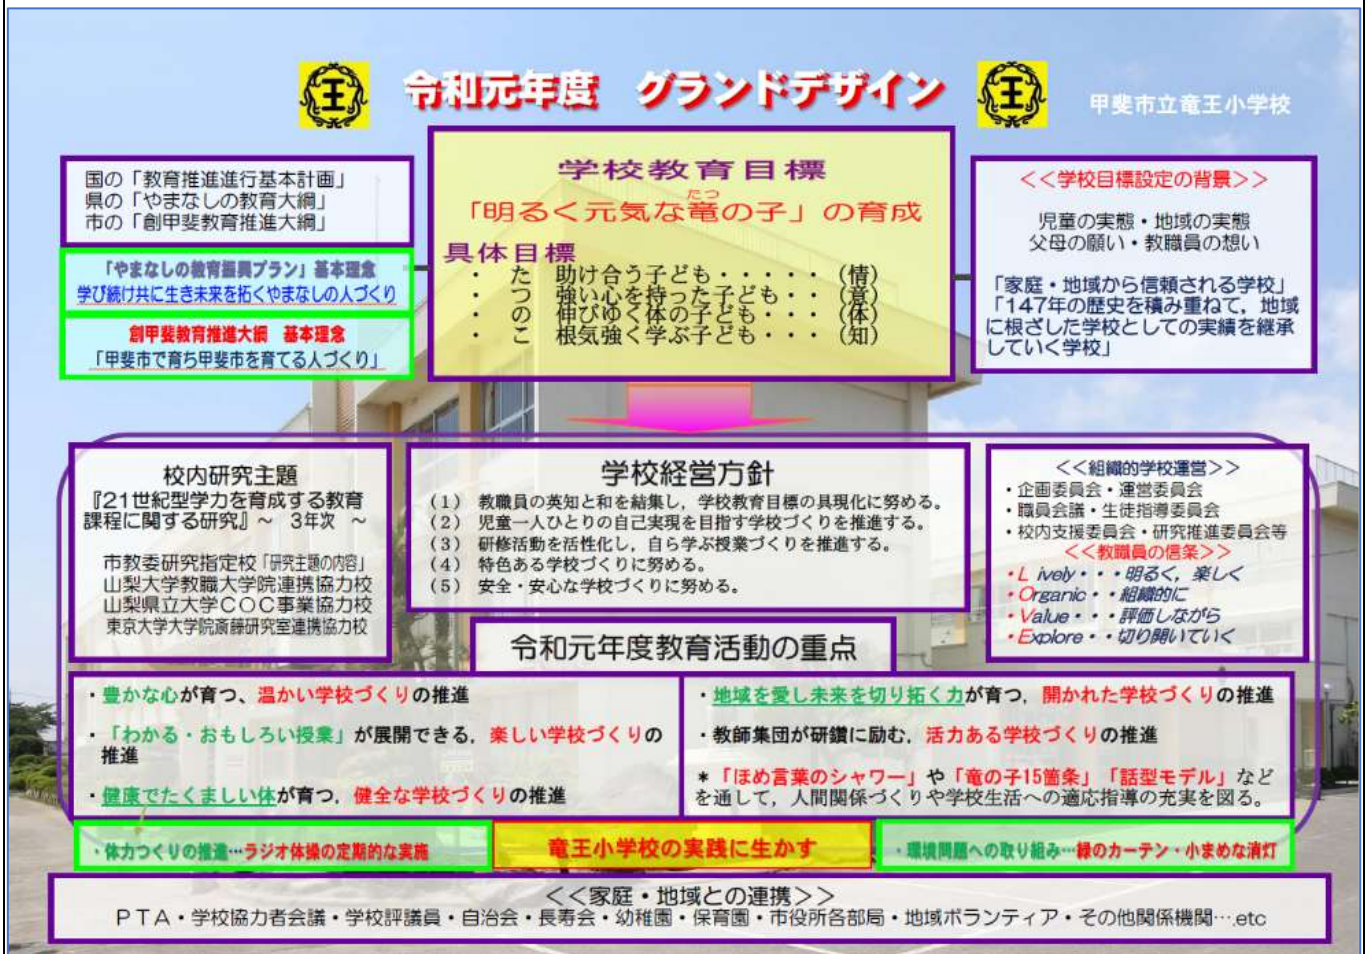 令和元年度 グランドデザイン
甲斐市立竜王小学校
国の「教育推進進行基本計画」
県の「やまなしの教育大綱」
市の「創甲斐教育推進大綱」
「やまなしの教育振興プラン」基本理念
学び続け共に生き未来を拓くやまなしの人づくり
創甲斐教育推進大綱 基本理念
「甲斐市で育ち甲斐市を育てる人づくり」
学校教育目標
たつ
「明るく元気な竜の子」の育成
具体目標
・ た 助け合う子ども・・・・・(情)
・ つ 強い心を持った子ども・・(意)
・ の 伸びゆく体の子ども・・・(体)
・ こ 根気強く学ぶ子ども・・・(知)
<<学校目標設定の背景>>
児童の実態・地域の実態
父母の願い・教職員の想い
「家庭・地域から信頼される学校」
「147年の歴史を積み重ねて，地域
に根ざした学校としての実績を継承
していく学校」
校内研究主題
『21世紀型学力を育成する教育
課程に関する研究』～ 3年次 ～
市教委研究指定校「研究主題の内容」
山梨大学教職大学院連携協力校
山梨県立大学ＣＯＣ事業協力校
東京大学大学院斎藤研究室連携協力校
学校経営方針
(1) 教職員の英知と和を結集し，学校教育目標の具現化に努める。
(2) 児童一人ひとりの自己実現を目指す学校づくりを推進する。
(3) 研修活動を活性化し，自ら学ぶ授業づくりを推進する。
(4) 特色ある学校づくりに努める。
(5) 安全・安心な学校づくりに努める。
<<組織的学校運営>>
・企画委員会・運営委員会
・職員会議・生徒指導委員会
・校内支援委員会・研究推進委員会等
<<教職員の信条>>
・L ively・・・明るく，楽しく
・Organic・・組織的に
・Value・・・評価しながら
・Explore・・切り開いていく
令和元年度教育活動の重点
・豊かな心が育つ、温かい学校づくりの推進
・「わかる・おもしろい授業」が展開できる，楽しい学校づくりの
推進
・健康でたくましい体が育つ，健全な学校づくりの推進
・地域を愛し未来を切り拓く力が育つ，開かれた学校づくりの推進
・教師集団が研鑽に励む，活力ある学校づくりの推進
*「ほめ言葉のシャワー」や「竜の子15箇条」「話型モデル」など
を通して，人間関係づくりや学校生活への適応指導の充実を図る。
・体力つくりの推進…ラジオ体操の定期的な実施
竜王小学校の実践に生かす
・環境問題への取り組み…緑のカーテン・小まめな消灯
<<家庭・地域との連携>>
ＰＴＡ・学校協力者会議・学校評議員・自治会・長寿会・幼稚園・保育園・市役所各部局・地域ボランティア・その他関係機関….etc
王
王